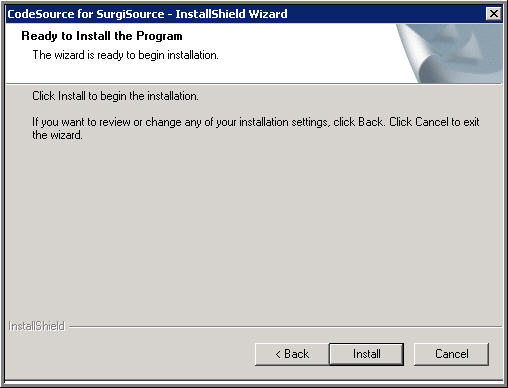 CodeSource for SurgiSource - InstallShield Wizard
Ready to Install the Program
The wizard is ready to begin installation.
Click Install to begin the installation.
If you want to review or change any of your installation settings, click Back. Click Cancel to exit
the wizard.
InstallShield
< Back
Install
Cancel